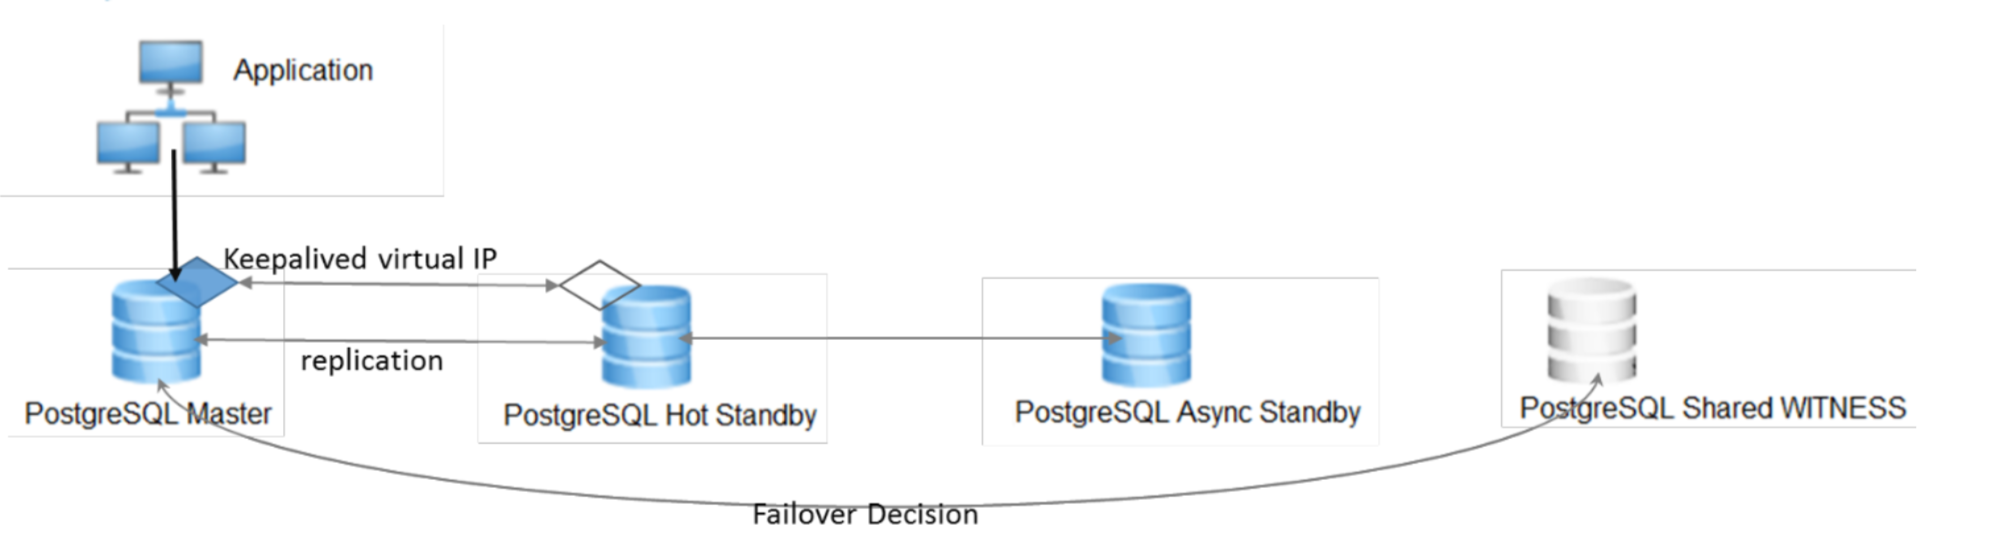 Application
Keepalived virtual IP
replication
PostgreSQL Master
PostgreSQL Hot Standby
PostgreSQL Async Standby
PostgreSQL Shared WITNESS
Failover Decision